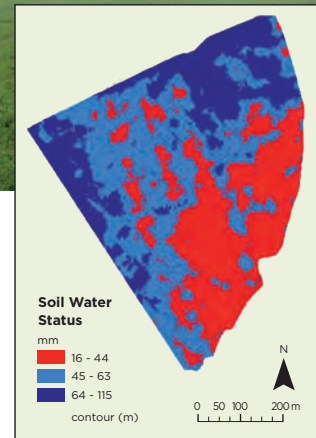 Soil Water
Status
mm
16 - 44
45 - 63
64 - 115
contour (m)
N
0 50 100 200 m